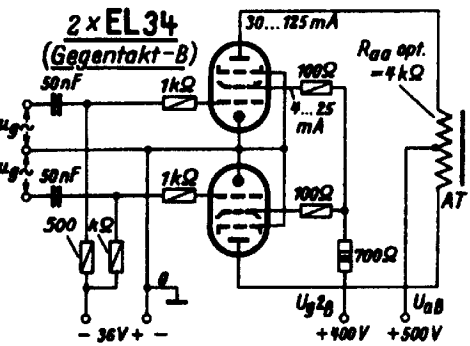 2 x EL34
(Gegentakt-B)
30...125 mA
Raa opt.
= 4 kΩ
50nF
1kΩ
100Ω
4...25
mA
ug
ug
50nF
1kΩ
100Ω
AT
500 kΩ
700Ω
0
Ug2B
UaB
- 36V + -
+400V
+500V